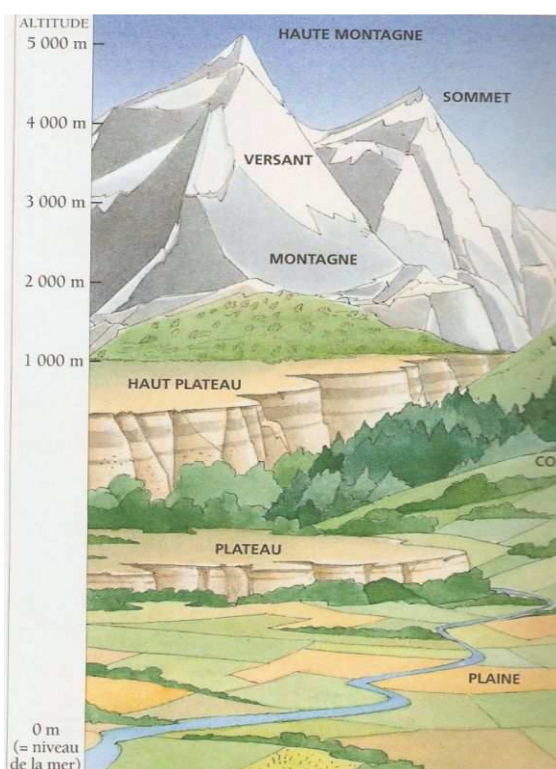 ALTITUDE
5 000 m
HAUTE MONTAGNE
SOMMET
4 000 m
VERSANT
3 000 m
MONTAGNE
2 000 m
1 000 m
HAUT PLATEAU
PLATEAU
PLAINE
0 m
(= niveau
de la mer)